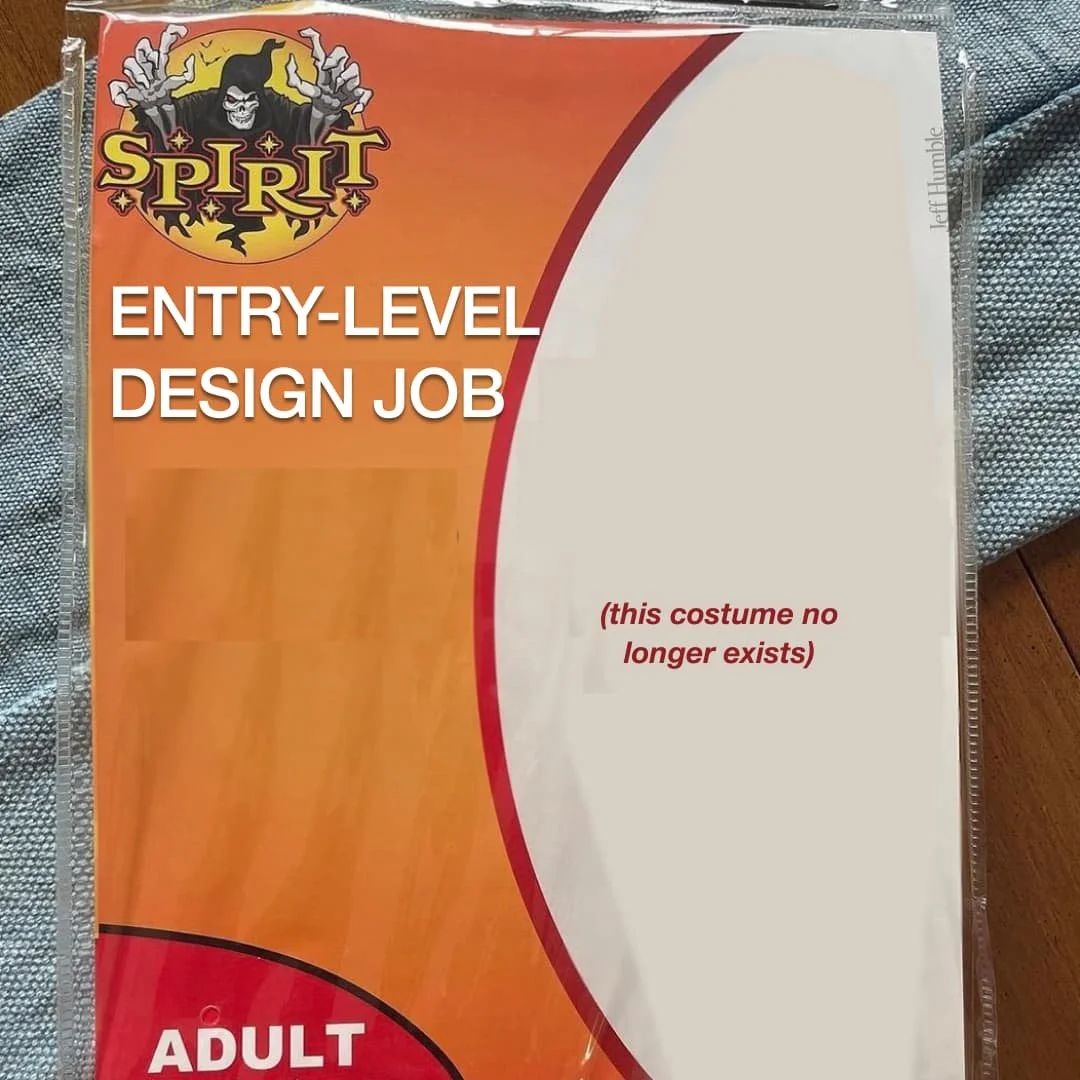 SPIRIT
ENTRY-LEVEL
DESIGN JOB
Jeff Humble
(this costume no
longer exists)
ADULT